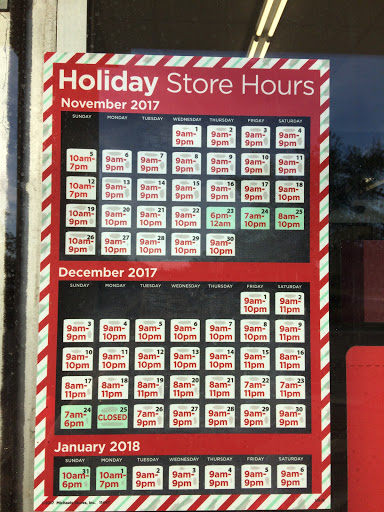 Holiday Store Hours
November 2017
SUNDAY MONDAY TUESDAY WEDNESDAY THURSDAY FRIDAY SATURDAY
1 2 3 4
9am- 9am- 9am- 9am-
9pm 9pm 9pm 9pm
5 6 7 8 9 10 11
10am- 9am- 9am- 9am- 9am- 9am- 9am-
7pm 9pm 9pm 9pm 9pm 9pm 9pm
12 13 14 15 16 17 18
10am- 9am- 9am- 9am- 9am- 9am- 9am-
7pm 9pm 9pm 9pm 9pm 10pm 10pm
19 20 21 22 23 24 25
10am- 9am- 9am- 9am- 6pm- 7am- 8am-
9pm 10pm 10pm 10pm 12am 10pm 10pm
26 27 28 29 30
10am- 9am- 9am- 9am- 9am-
9pm 9pm 9pm 9pm 10pm
December 2017
SUNDAY MONDAY TUESDAY WEDNESDAY THURSDAY FRIDAY SATURDAY
1 2
9am- 9am-
10pm 11pm
3 4 5 6 7 8 9
9am- 9am- 9am- 9am- 9am- 9am- 9am-
9pm 10pm 10pm 10pm 10pm 10pm 11pm
10 11 12 13 14 15 16
9am- 9am- 9am- 9am- 9am- 9am- 9am-
10pm 10pm 10pm 10pm 10pm 10pm 11pm
17 18 19 20 21 22 23
8am- 8am- 8am- 8am- 8am- 8am- 8am-
11pm 11pm 11pm 11pm 11pm 11pm 11pm
24 25 26 27 28 29 30
7am- CLOSED 7am- 9am- 9am- 9am- 9am-
6pm 9pm 9pm 9pm 9pm 9pm
January 2018
SUNDAY MONDAY TUESDAY WEDNESDAY THURSDAY FRIDAY SATURDAY
31 1 2 3 4 5 6
10am- 10am- 9am- 9am- 9am- 9am- 9am-
6pm 7pm 9pm 9pm 9pm 9pm 9pm
Michaels Stores, Inc.